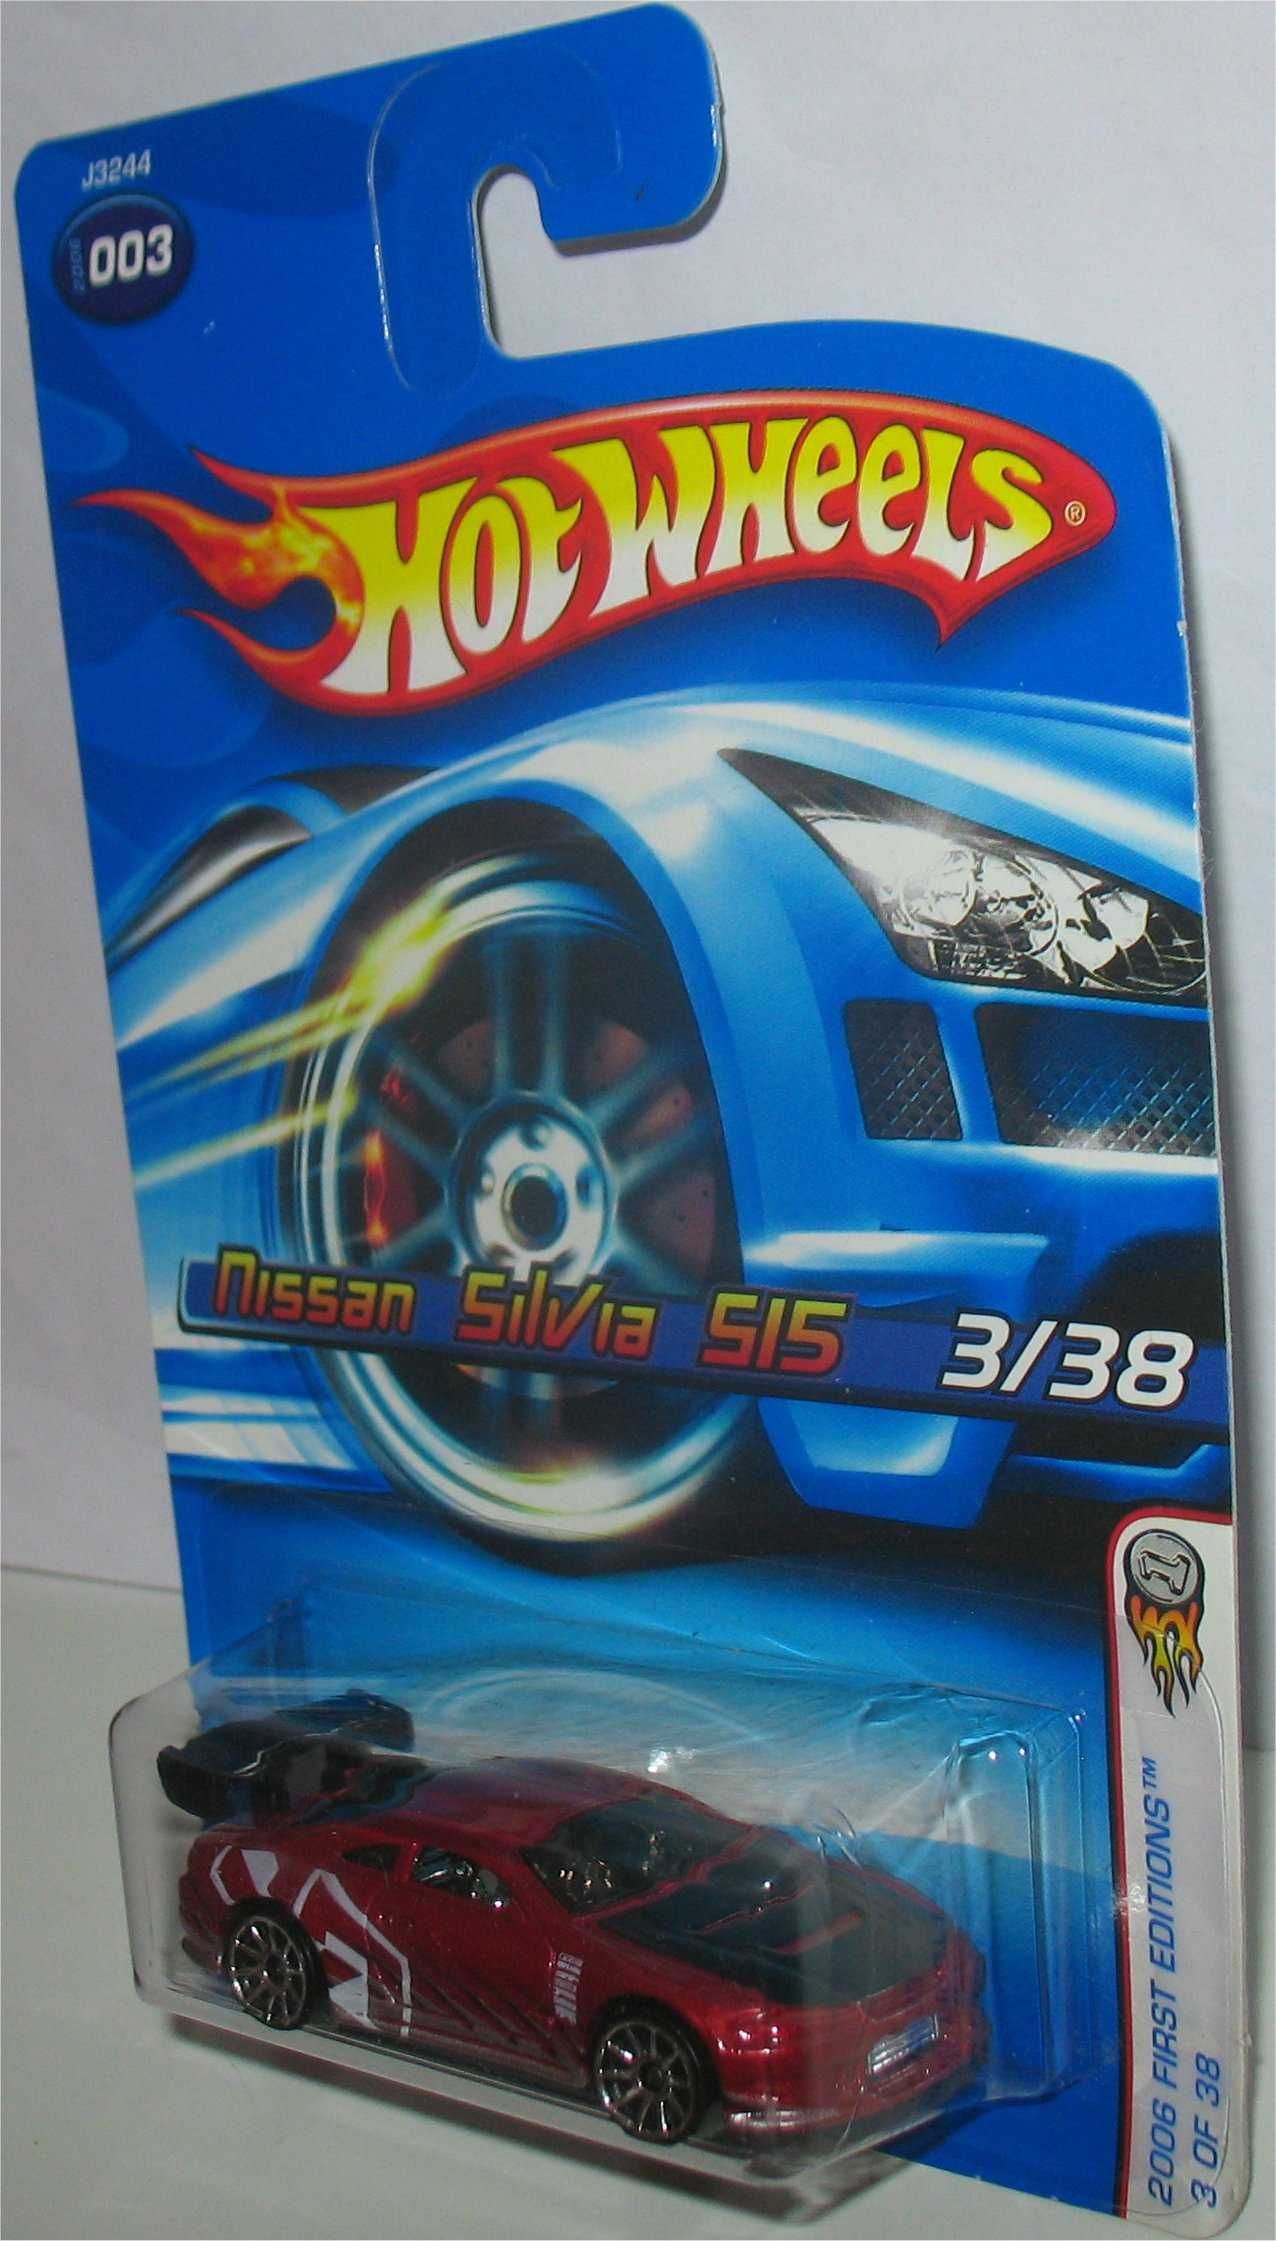 J3244
2006
003
HOT WHEELS®
Nissan Silvia S15 3/38
2006 FIRST EDITIONS™
3 OF 38